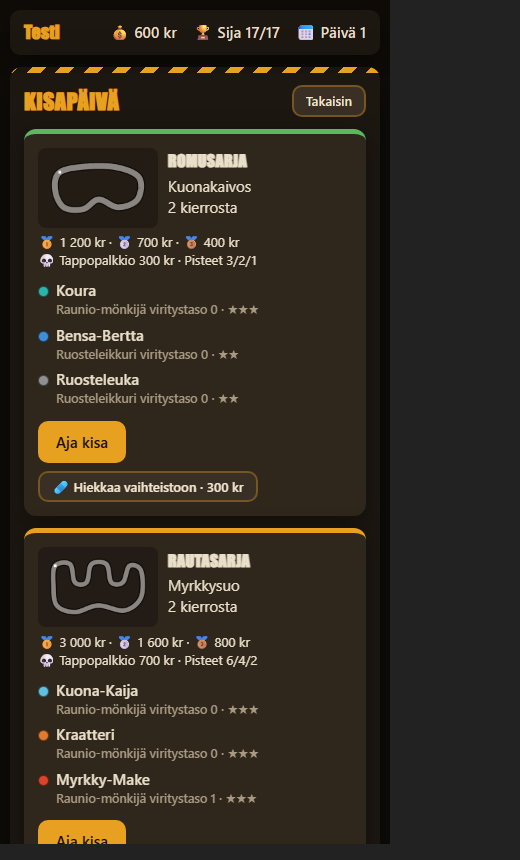 Testi 600 kr Sija 17/17 Päivä 1
KISAPÄIVÄ Takaisin
ROMUSARJA
Kuonakaivos
2 kierrosta
1 200 kr · 700 kr · 400 kr
Tappopalkkio 300 kr · Pisteet 3/2/1
Koura
Raunio-mönkijä viritystaso 0 · ★★★
Bensa-Bertta
Ruosteleikkuri viritystaso 0 · ★★
Ruosteleuka
Ruosteleikkuri viritystaso 0 · ★★
Aja kisa
Hiekkaa vaihteistoon · 300 kr
RAUTASARJA
Myrkkysuo
2 kierrosta
3 000 kr · 1 600 kr · 800 kr
Tappopalkkio 700 kr · Pisteet 6/4/2
Kuona-Kaija
Raunio-mönkijä viritystaso 0 · ★★★
Kraatteri
Raunio-mönkijä viritystaso 0 · ★★★
Myrkky-Make
Raunio-mönkijä viritystaso 1 · ★★★
Aja kisa